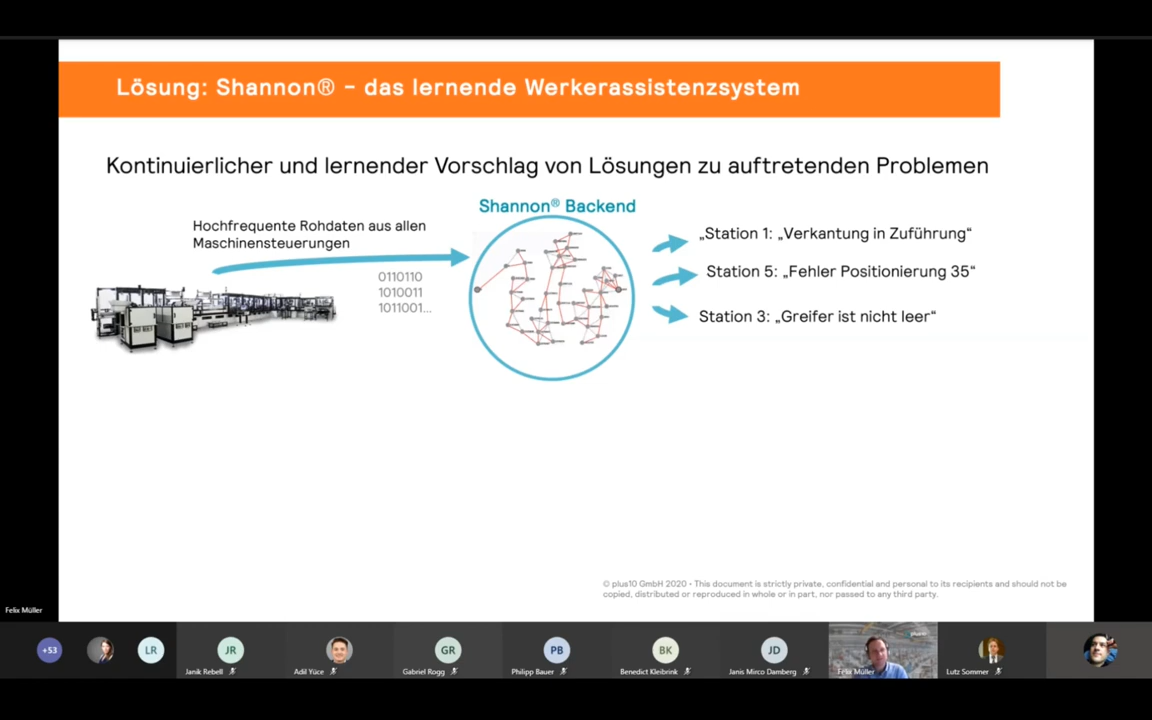 Lösung: Shannon® – das lernende Werkerassistenzsystem
Kontinuierlicher und lernender Vorschlag von Lösungen zu auftretenden Problemen
Shannon® Backend
Hochfrequente Rohdaten aus allen
Maschinensteuerungen
0110110
1010011
1011001...
„Station 1: „Verkantung in Zuführung“
Station 5: „Fehler Positionierung 35“
Station 3: „Greifer ist nicht leer“
© plus10 GmbH 2020 • This document is strictly private, confidential and personal to its recipients and should not be
copied, distributed or reproduced in whole or in part, nor passed to any third party.
Felix Müller
+53
LR
JR
GR
PB
BK
JD
Janik Rebell
Adil Yüce
Gabriel Rogg
Philipp Bauer
Benedict Kleibrink
Janis Mirco Damberg
Felix Müller
Lutz Sommer